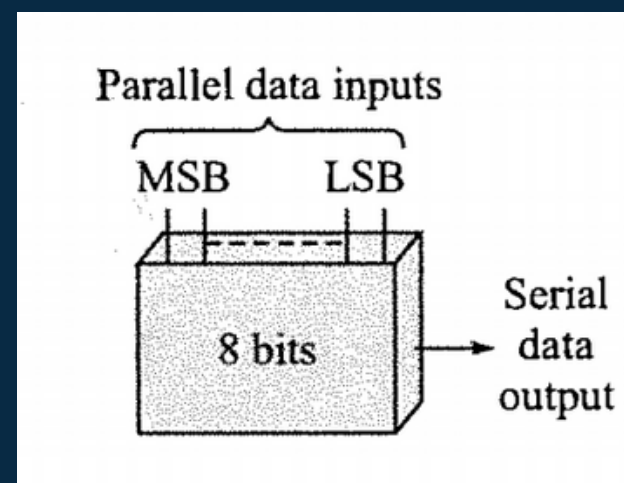 Parallel data inputs
MSB LSB
8 bits
Serial
data
output